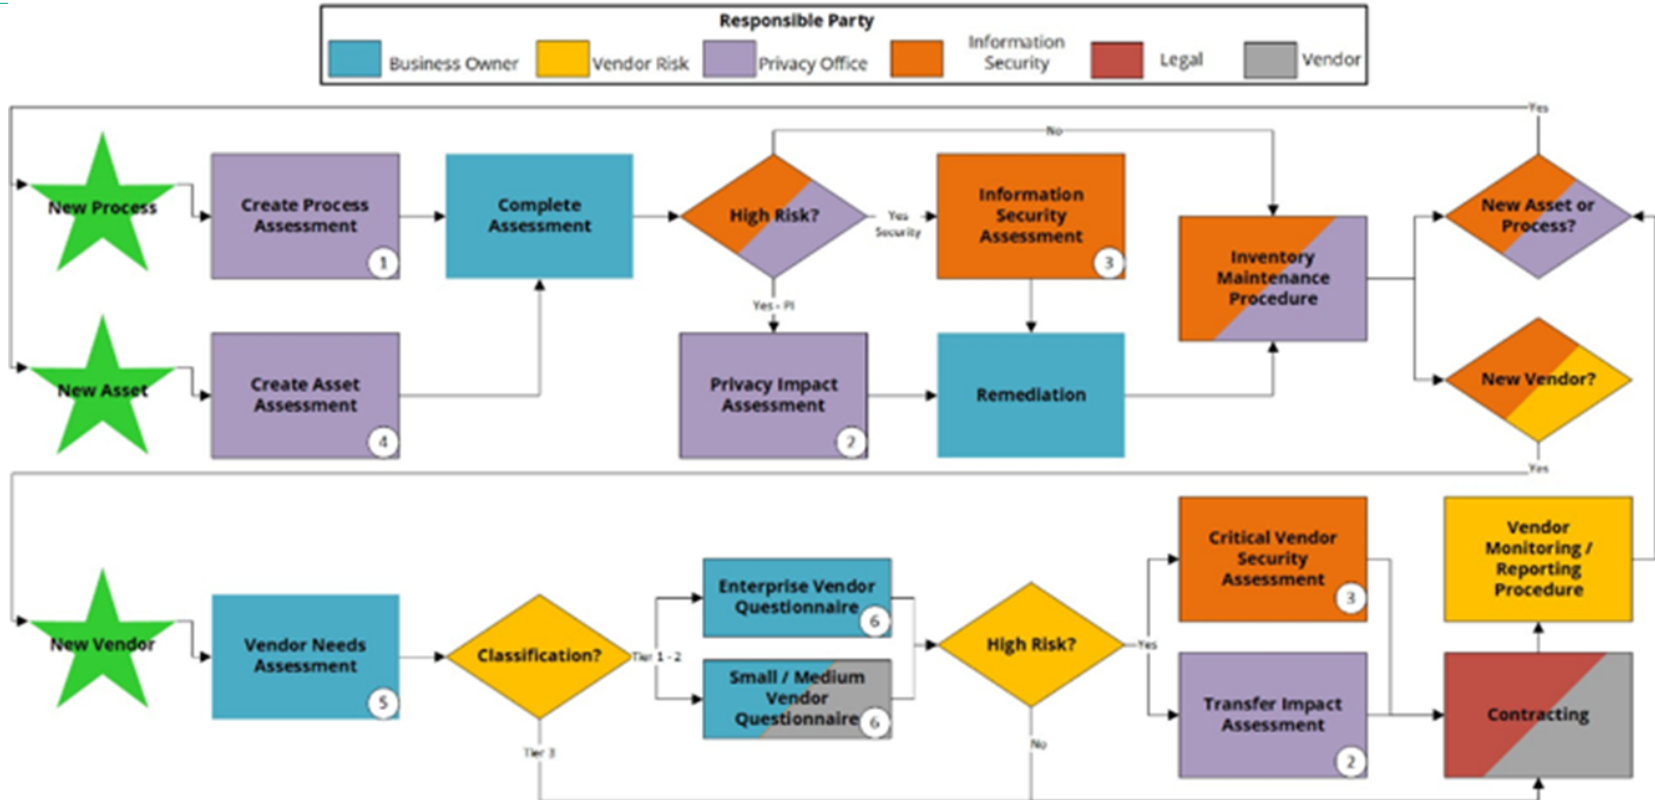 Responsible Party
Business Owner
Vendor Risk
Privacy Office
Information
Security
Legal
Vendor
Yes
No
New Process
Create Process
Assessment
1
Complete
Assessment
High Risk?
Yes
Security
Information
Security
Assessment
3
Inventory
Maintenance
Procedure
New Asset or
Process?
Yes - PI
New Asset
Create Asset
Assessment
4
Privacy Impact
Assessment
2
Remediation
New Vendor?
Yes
New Vendor
Vendor Needs
Assessment
5
Classification?
Tier 1 - 2
Tier 3
Enterprise Vendor
Questionnaire
6
Small / Medium
Vendor
Questionnaire
6
High Risk?
Yes
No
Critical Vendor
Security
Assessment
3
Transfer Impact
Assessment
2
Vendor
Monitoring /
Reporting
Procedure
Contracting